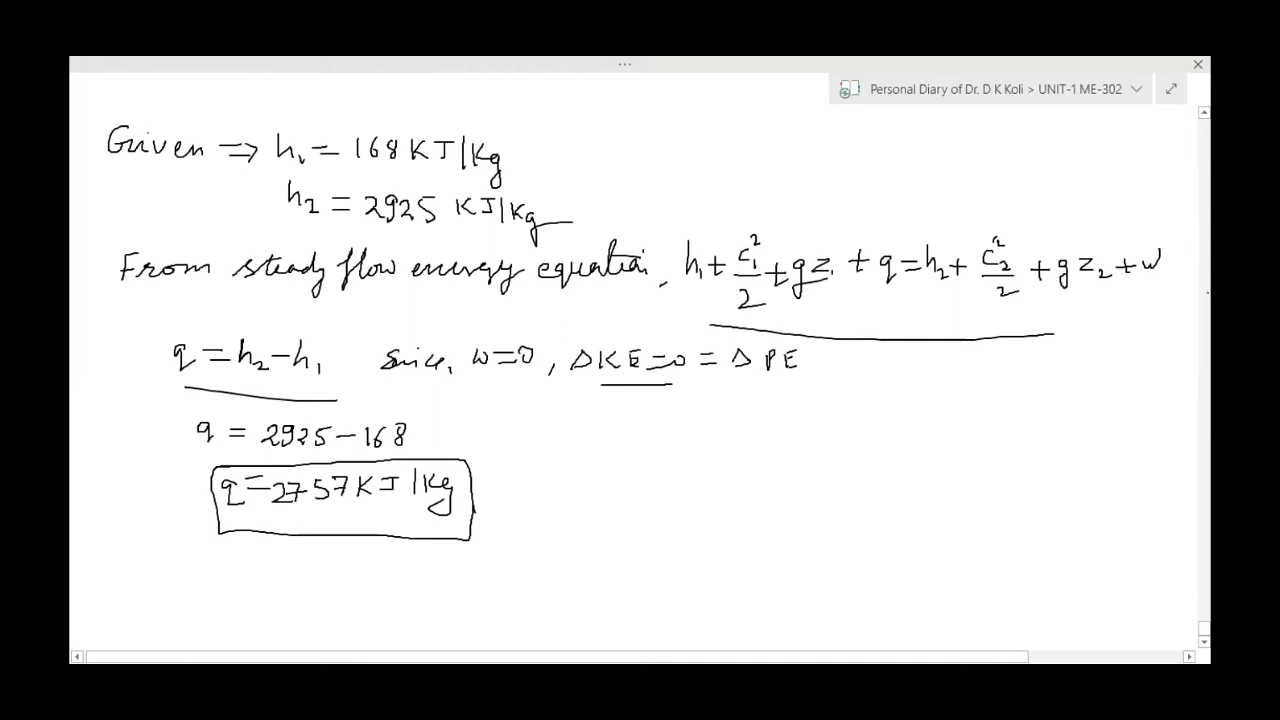 ...
Personal Diary of Dr. D K Koli > UNIT-1 ME-302
Given => h₁ = 168 KJ/Kg
h₂ = 2925 KJ/Kg
From steady flow energy equation, h₁ + c₁²/2 + gz₁ + q = h₂ + c₂²/2 + gz₂ + w
q = h₂ - h₁ Since, w=0, ΔKE=0 = ΔPE
q = 2925 - 168
q = 2757 KJ/Kg